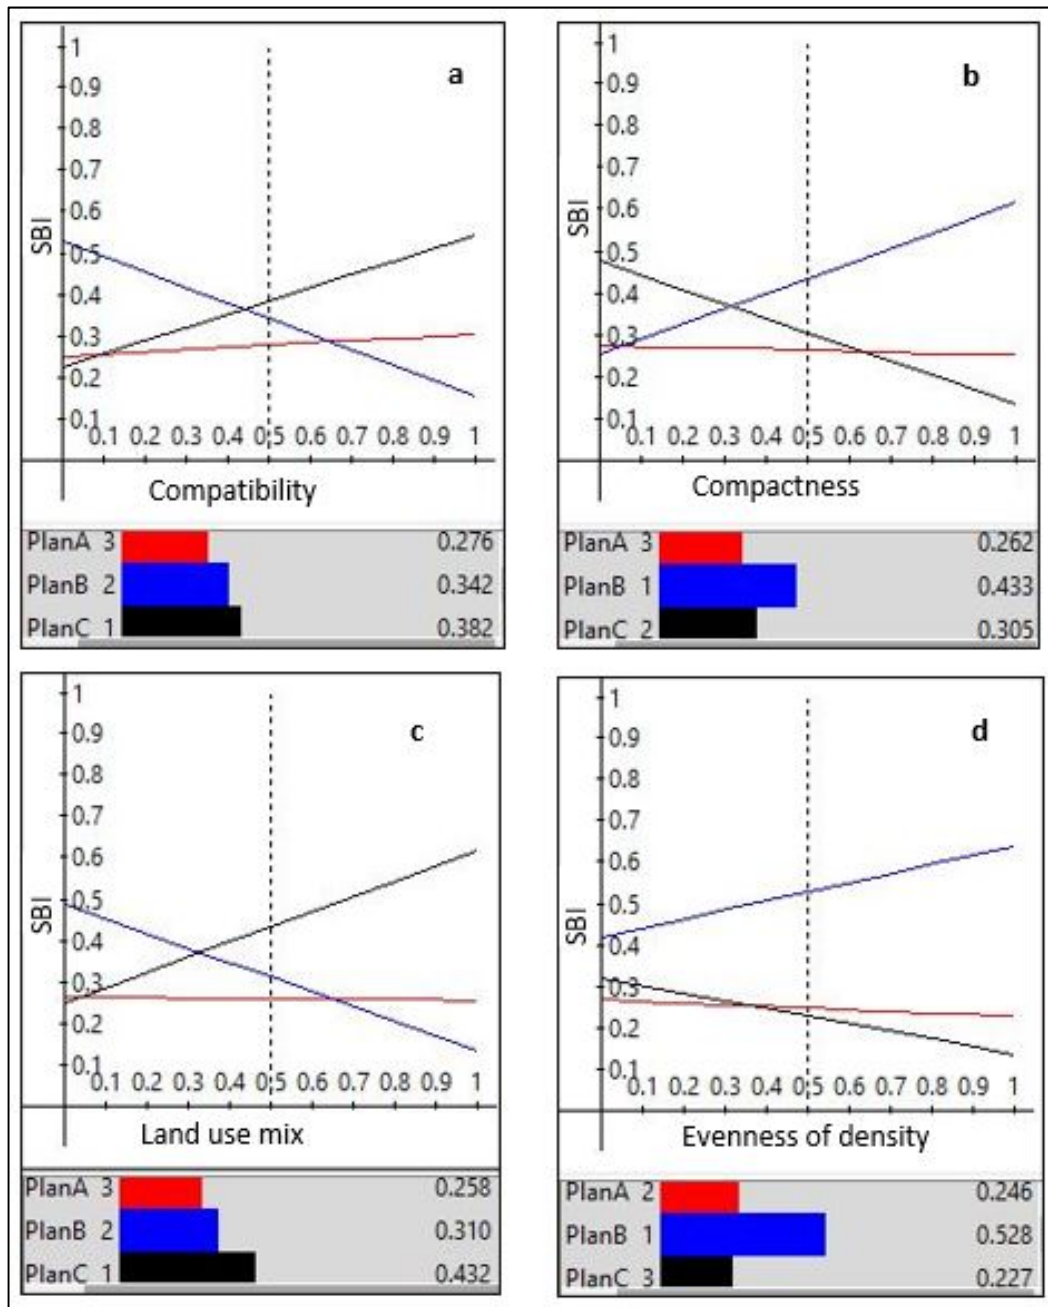 a
1
0.9
0.8
0.7
0.6
0.5
0.4
0.3
0.2
0.1
SBI
0.1 0.2 0.3 0.4 0.5 0.6 0.7 0.8 0.9 1
Compatibility
PlanA 3 0.276
PlanB 2 0.342
PlanC 1 0.382
b
1
0.9
0.8
0.7
0.6
0.5
0.4
0.3
0.2
0.1
SBI
0.1 0.2 0.3 0.4 0.5 0.6 0.7 0.8 0.9 1
Compactness
PlanA 3 0.262
PlanB 1 0.433
PlanC 2 0.305
c
1
0.9
0.8
0.7
0.6
0.5
0.4
0.3
0.2
0.1
SBI
0.1 0.2 0.3 0.4 0.5 0.6 0.7 0.8 0.9 1
Land use mix
PlanA 3 0.258
PlanB 2 0.310
PlanC 1 0.432
d
1
0.9
0.8
0.7
0.6
0.5
0.4
0.3
0.2
0.1
SBI
0.1 0.2 0.3 0.4 0.5 0.6 0.7 0.8 0.9 1
Evenness of density
PlanA 2 0.246
PlanB 1 0.528
PlanC 3 0.227